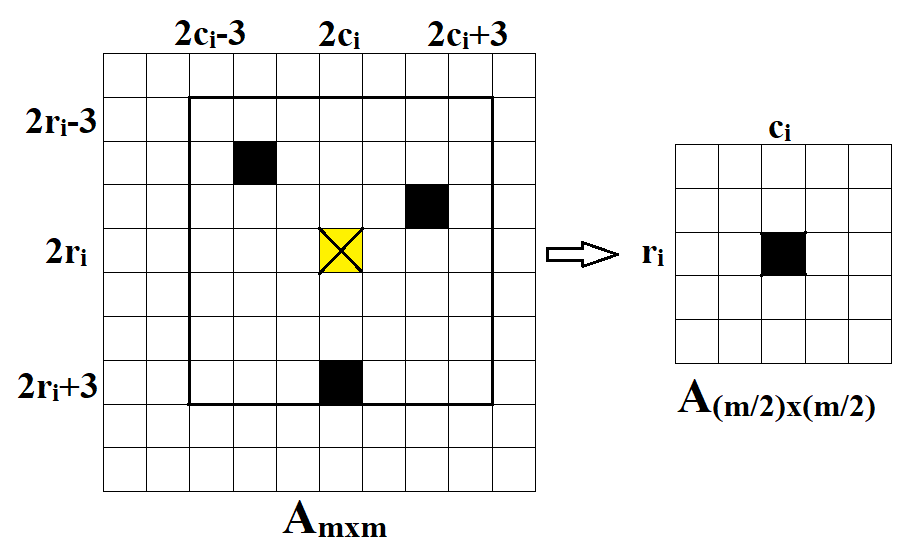 2ci-3 2ci 2ci+3
2ri-3
ci
2ri
ri
2ri+3
A(m/2)x(m/2)
Amxm